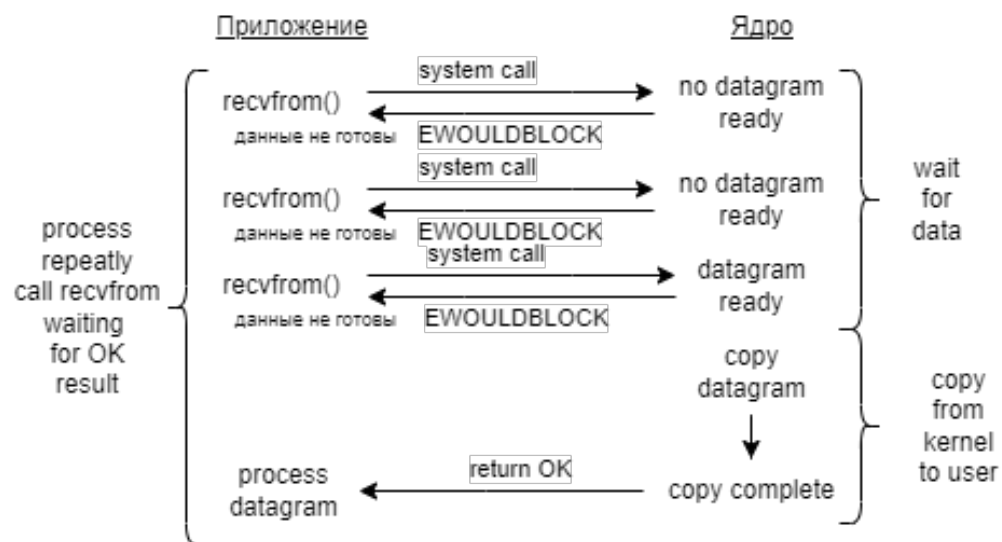 Приложение
Ядро
system call
recvfrom()
no datagram
ready
данные не готовы
EWOULDBLOCK
system call
recvfrom()
no datagram
ready
данные не готовы
EWOULDBLOCK
wait
for
data
system call
recvfrom()
datagram
ready
данные не готовы
EWOULDBLOCK
process
repeatly
call recvfrom
waiting
for OK
result
copy
datagram
copy
from
kernel
to user
return OK
process
datagram
copy complete